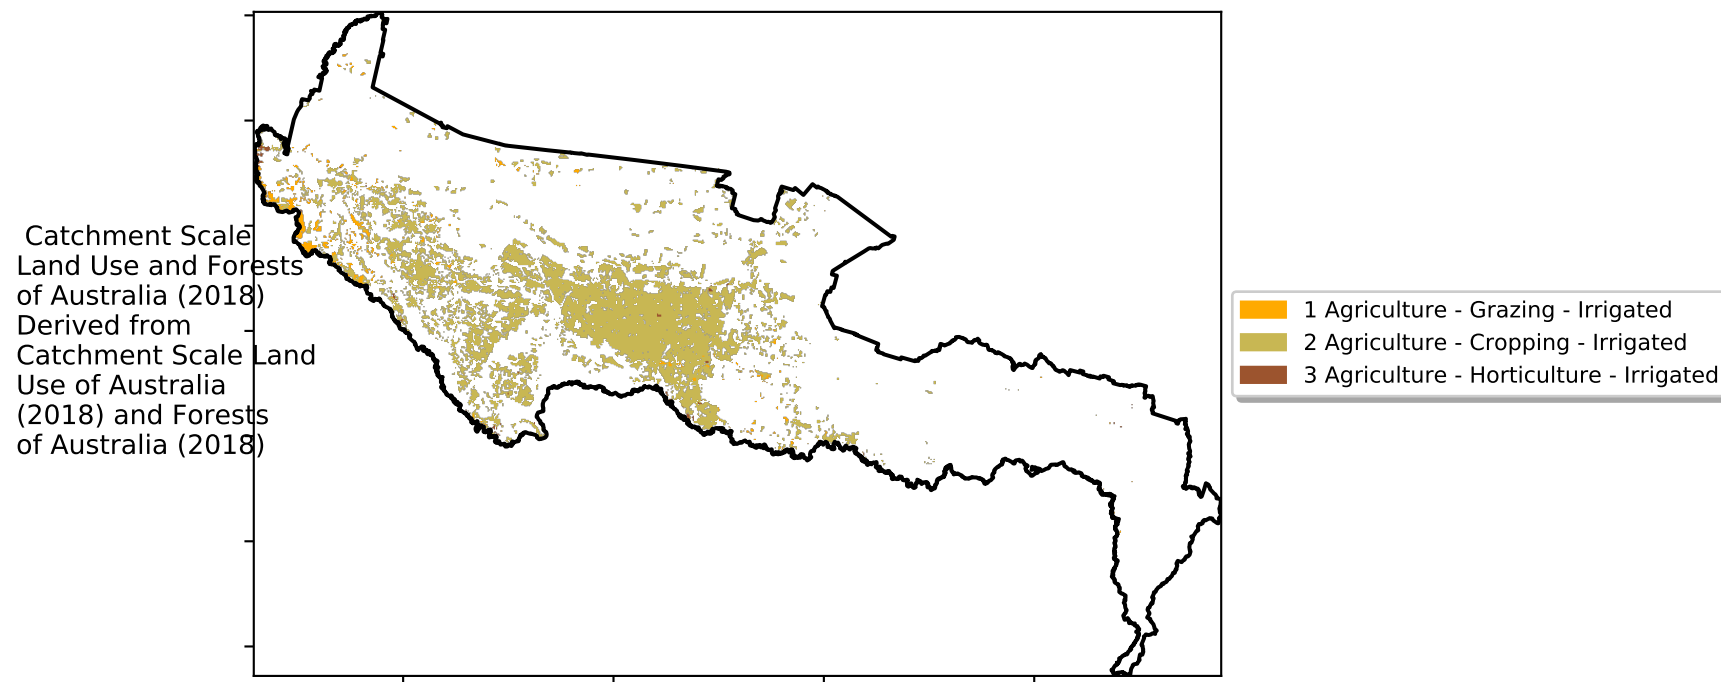 Catchment Scale
Land Use and Forests
of Australia (2018)
Derived from
Catchment Scale Land
Use of Australia
(2018) and Forests
of Australia (2018)
1 Agriculture - Grazing - Irrigated
2 Agriculture - Cropping - Irrigated
3 Agriculture - Horticulture - Irrigated